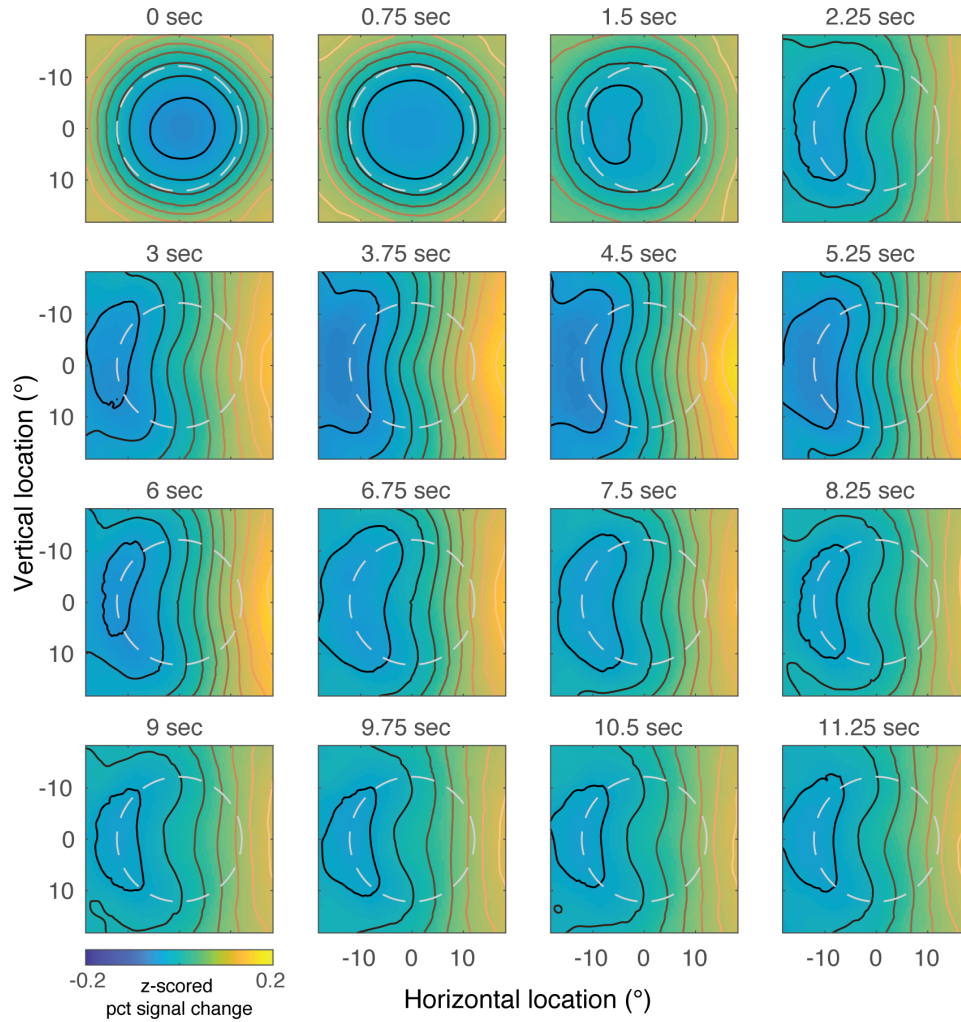 0 sec
0.75 sec
1.5 sec
2.25 sec
-10
0
10
3 sec
3.75 sec
4.5 sec
5.25 sec
-10
0
10
Vertical location (°)
6 sec
6.75 sec
7.5 sec
8.25 sec
-10
0
10
9 sec
9.75 sec
10.5 sec
11.25 sec
-10
0
10
-10 0 10
-10 0 10
-10 0 10
-0.2 0.2
z-scored
pct signal change
Horizontal location (°)